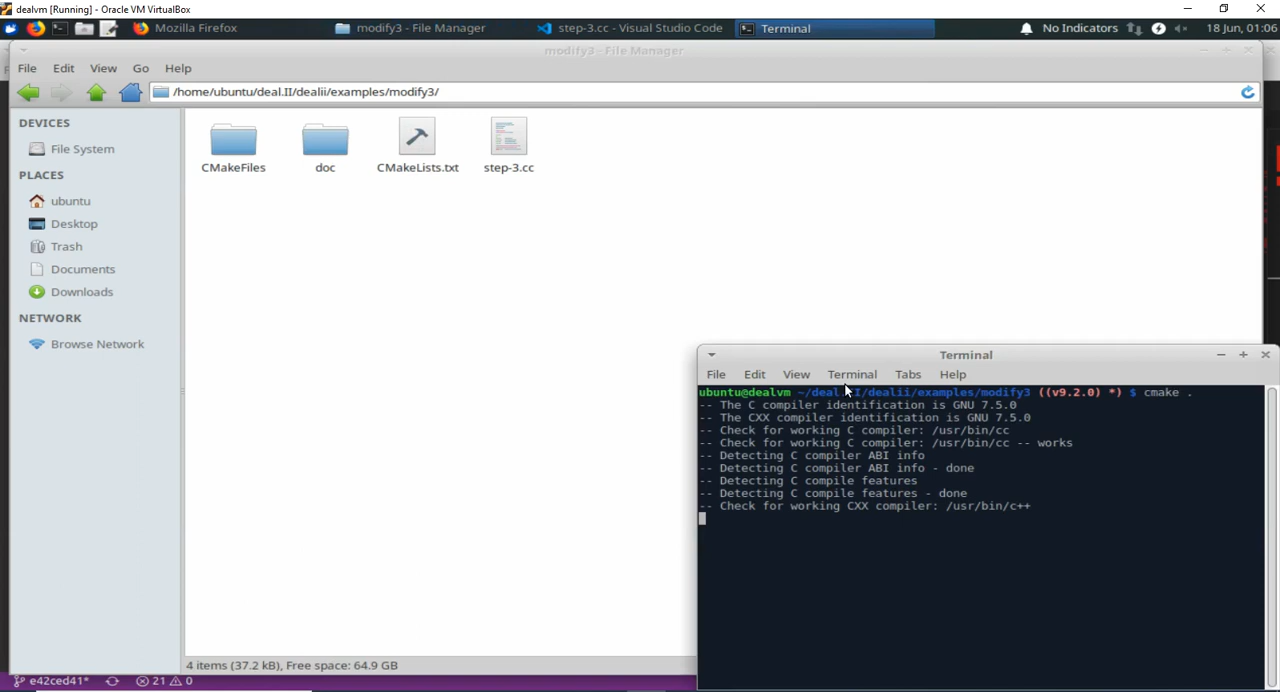 dealvm [Running] - Oracle VM VirtualBox
Mozilla Firefox
modify3 - File Manager
step-3.cc - Visual Studio Code
Terminal
No Indicators
18 Jun, 01:06
modify3 - File Manager
File Edit View Go Help
/home/ubuntu/deal.II/dealii/examples/modify3/
DEVICES
File System
PLACES
ubuntu
Desktop
Trash
Documents
Downloads
NETWORK
Browse Network
CMakeFiles
doc
CMakeLists.txt
step-3.cc
4 items (37.2 kB), Free space: 64.9 GB
Terminal
File Edit View Terminal Tabs Help
ubuntu@dealvm ~/deal.II/dealii/examples/modify3 ((v9.2.0) *) $ cmake .
-- The C compiler identification is GNU 7.5.0
-- The CXX compiler identification is GNU 7.5.0
-- Check for working C compiler: /usr/bin/cc
-- Check for working C compiler: /usr/bin/cc -- works
-- Detecting C compiler ABI info
-- Detecting C compiler ABI info - done
-- Detecting C compile features
-- Detecting C compile features - done
-- Check for working CXX compiler: /usr/bin/c++
e42ced41* 21 0